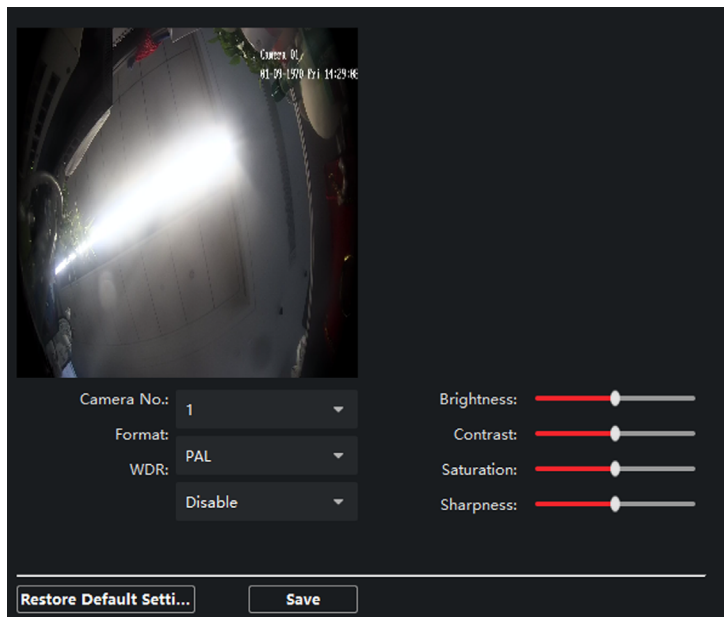 Camera 01
01-09-1970 Fri 14:29:08
Camera No.:
1
Format:
PAL
WDR:
Disable
Brightness:
Contrast:
Saturation:
Sharpness:
Restore Default Setti...
Save